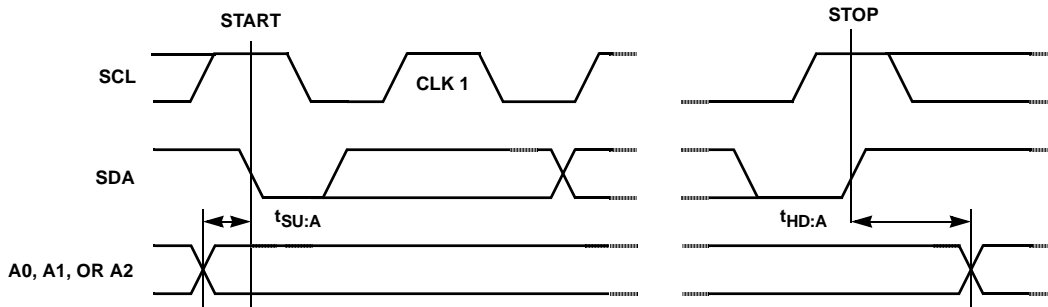 START
STOP
SCL
CLK 1
SDA
tSU:A
tHD:A
A0, A1, OR A2